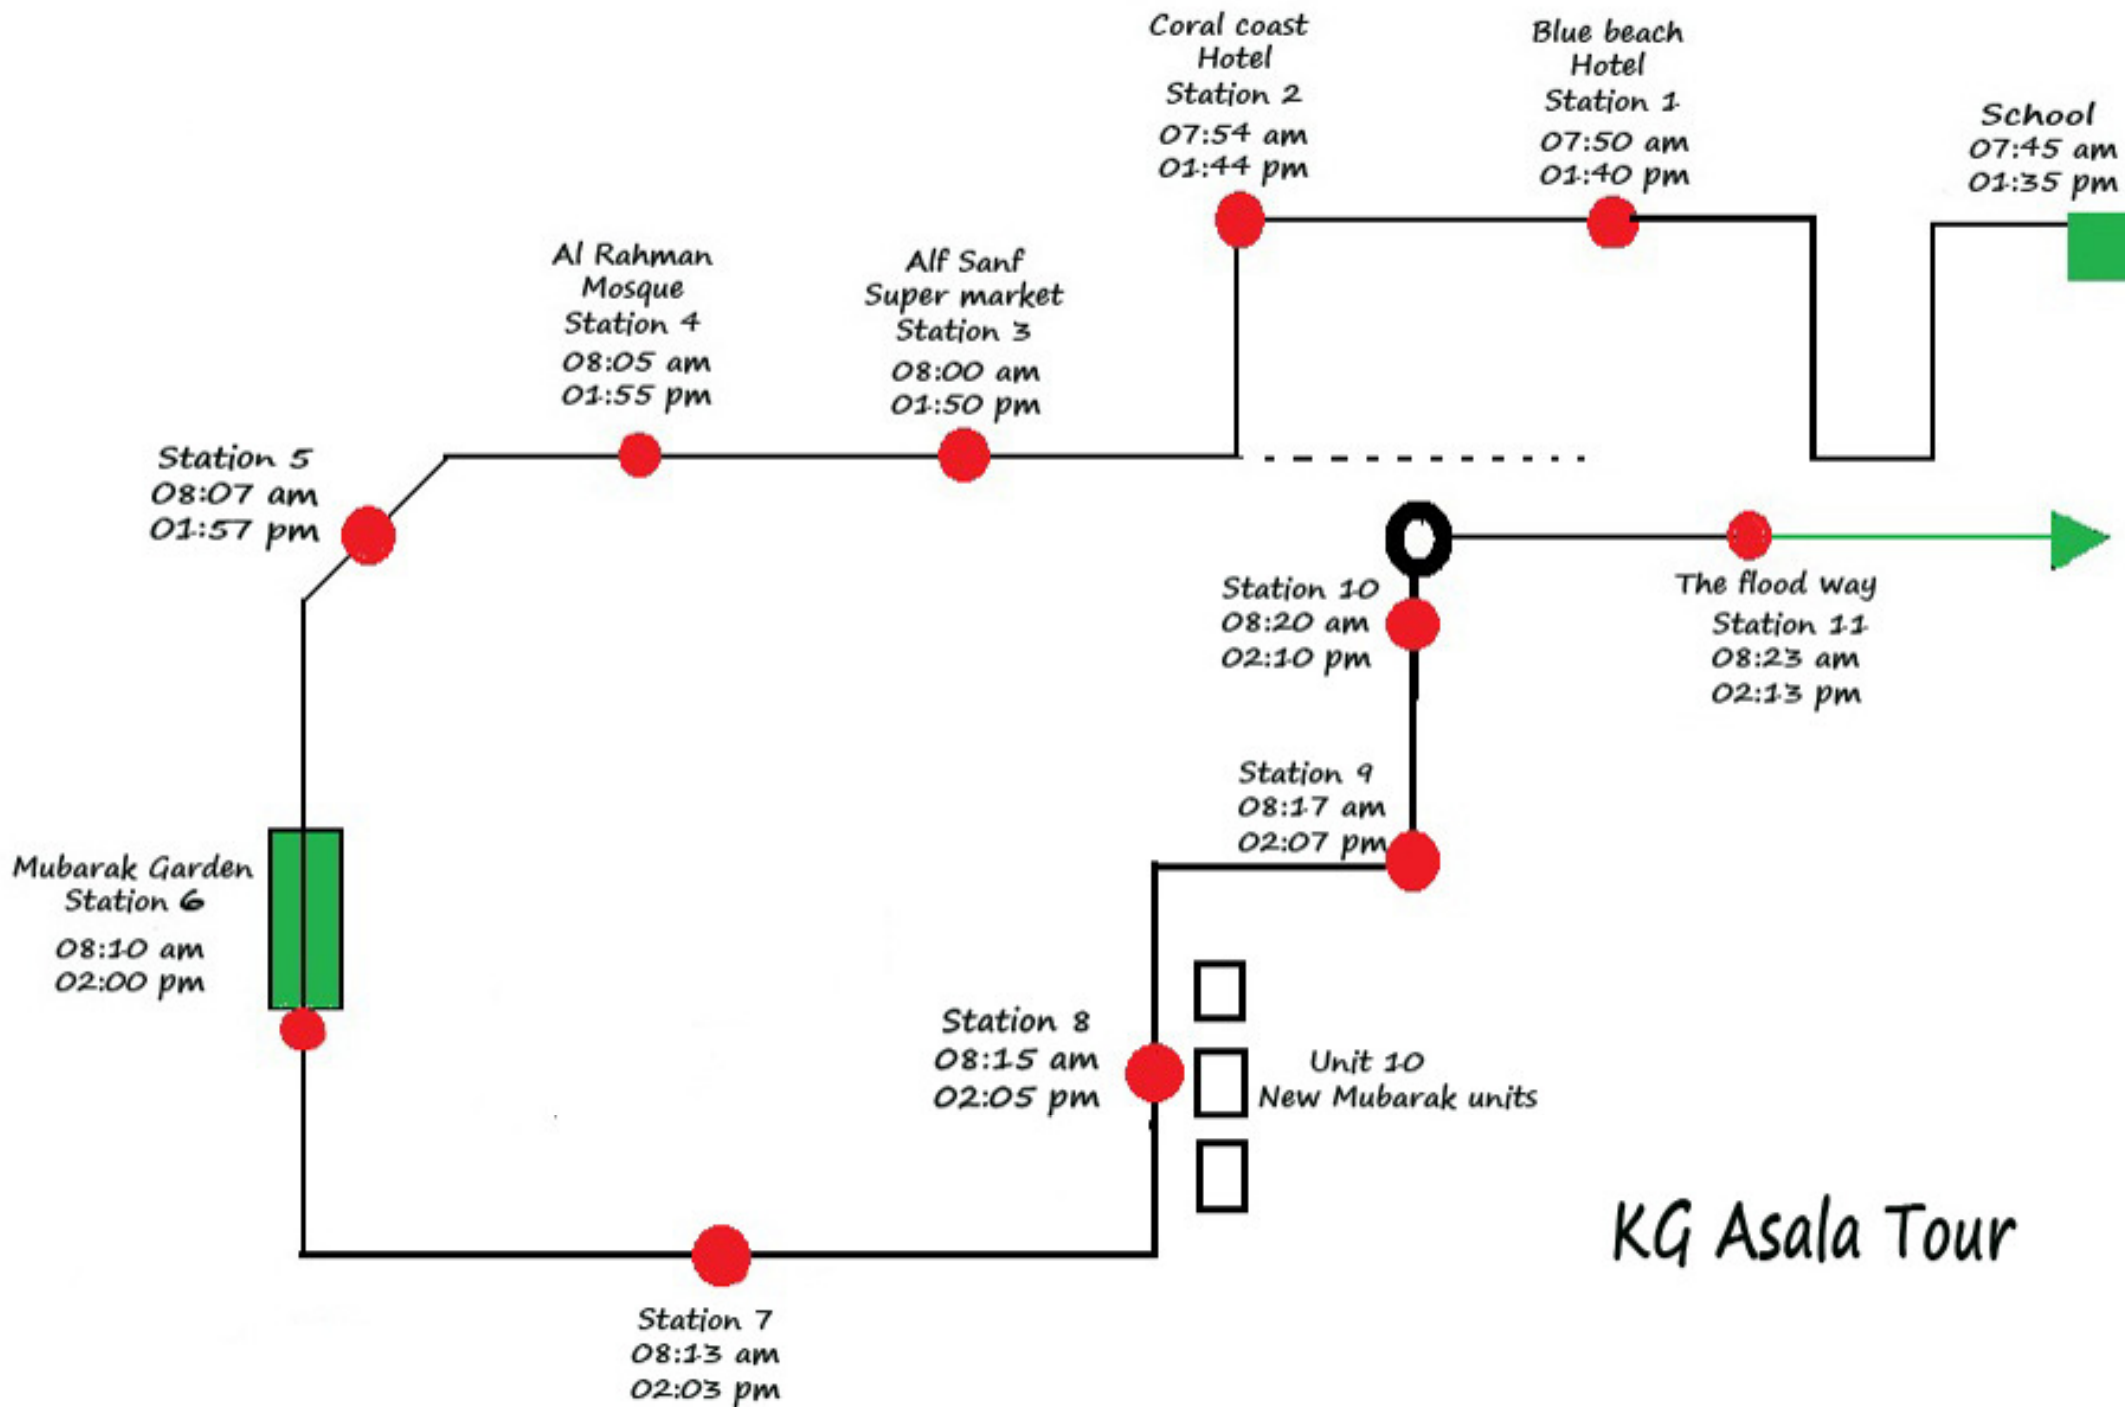 Coral coast
Hotel
Station 2
07:54 am
01:44 pm
Blue beach
Hotel
Station 1
07:50 am
01:40 pm
School
07:45 am
01:35 pm
Al Rahman
Mosque
Station 4
08:05 am
01:55 pm
Alf Sanf
Super market
Station 3
08:00 am
01:50 pm
Station 5
08:07 am
01:57 pm
Station 10
08:20 am
02:10 pm
The flood way
Station 11
08:23 am
02:13 pm
Station 9
08:17 am
02:07 pm
Mubarak Garden
Station 6
08:10 am
02:00 pm
Station 8
08:15 am
02:05 pm
Unit 10
New Mubarak units
KG Asala Tour
Station 7
08:13 am
02:03 pm